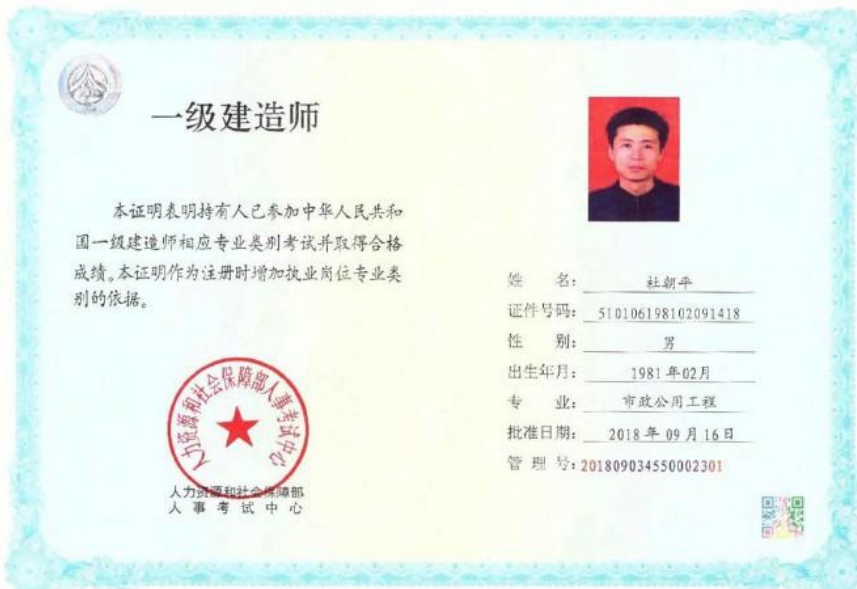 一级建造师
本证明表明持有人已参加中华人民共和
国一级建造师相应专业类别考试并取得合格
成绩。本证明作为注册时增加执业岗位专业类
别的依据。
人力资源和社会保障部人事考试中心
人力资源和社会保障部
人事考试中心
姓 名： 杜朝平
证件号码： 510106198102091418
性 别： 男
出生年月： 1981年02月
专 业： 市政公用工程
批准日期： 2018年09月16日
管 理 号：201809034550002301